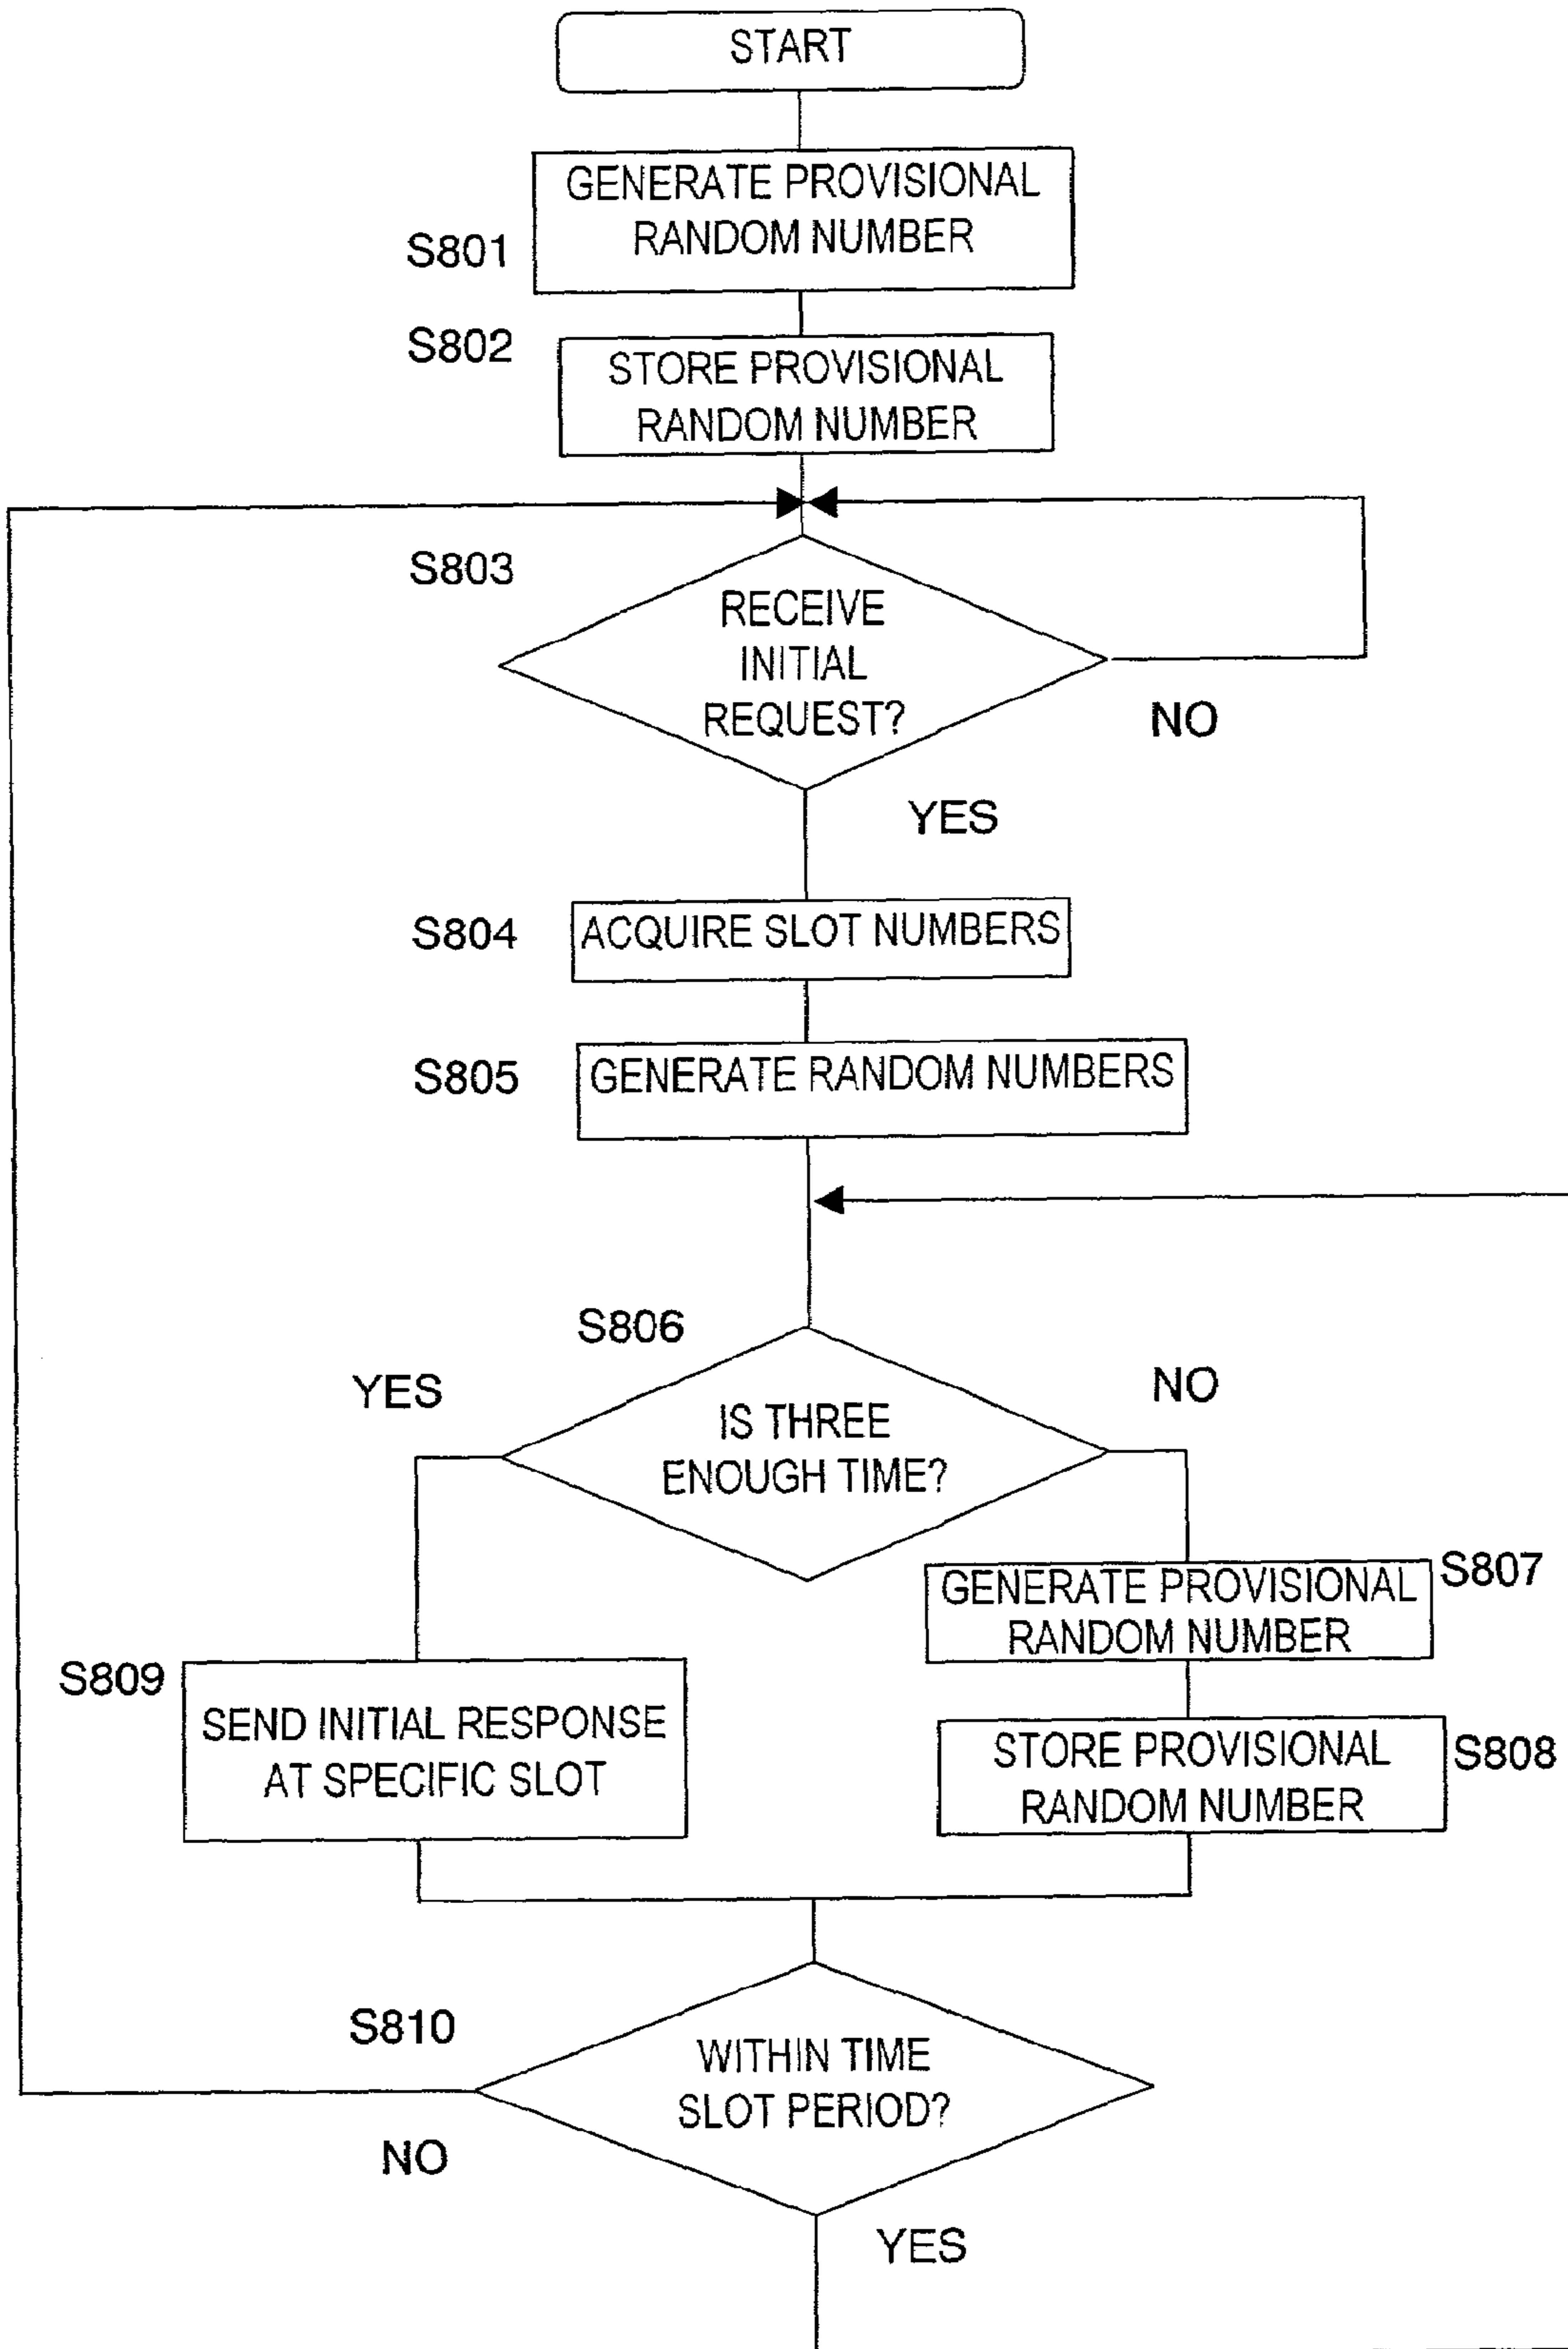 START
GENERATE PROVISIONAL
RANDOM NUMBER
S801
S802
STORE PROVISIONAL
RANDOM NUMBER
S803
RECEIVE
INITIAL
REQUEST?
NO
YES
S804
ACQUIRE SLOT NUMBERS
S805
GENERATE RANDOM NUMBERS
S806
YES
NO
IS THREE
ENOUGH TIME?
GENERATE PROVISIONAL
RANDOM NUMBER
S807
S809
SEND INITIAL RESPONSE
AT SPECIFIC SLOT
STORE PROVISIONAL
RANDOM NUMBER
S808
S810
WITHIN TIME
SLOT PERIOD?
NO
YES